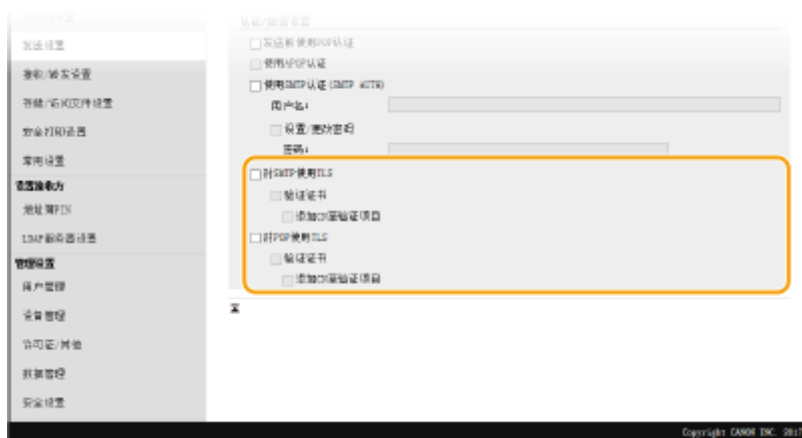 发送设置
接收/转发设置
存储/访问文件设置
安全打印设置
常用设置
设置接收方
地址簿PIN
LDAP服务器设置
管理设置
用户管理
设备管理
许可证/其他
数据管理
安全设置
认证/加密设置
发送前使用POP认证
使用APOP认证
使用SMTP认证(SMTP AUTH)
用户名:
设置/更改密码
密码:
对SMTP使用TLS
验证证书
添加CN至验证项目
对POP使用TLS
验证证书
添加CN至验证项目
Copyright CANON INC. 2017